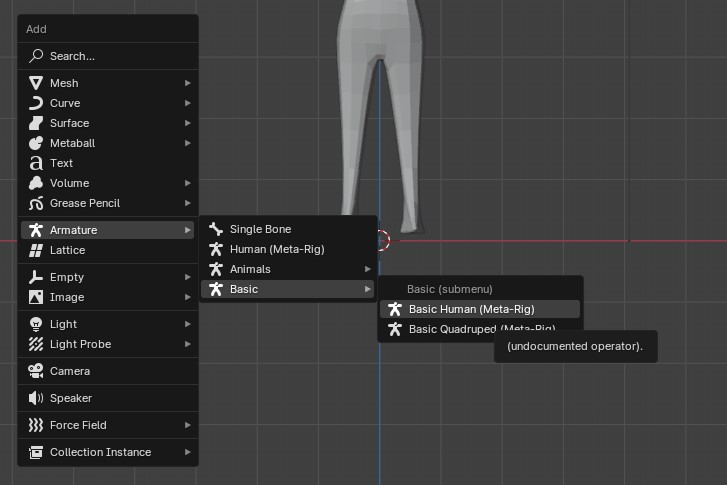 Add
Search...
Mesh
Curve
Surface
Metaball
Text
Volume
Grease Pencil
Armature
Lattice
Empty
Image
Light
Light Probe
Camera
Speaker
Force Field
Collection Instance
Single Bone
Human (Meta-Rig)
Animals
Basic
Basic (submenu)
Basic Human (Meta-Rig)
Basic Quadruped (Meta-Rig)
(undocumented operator).